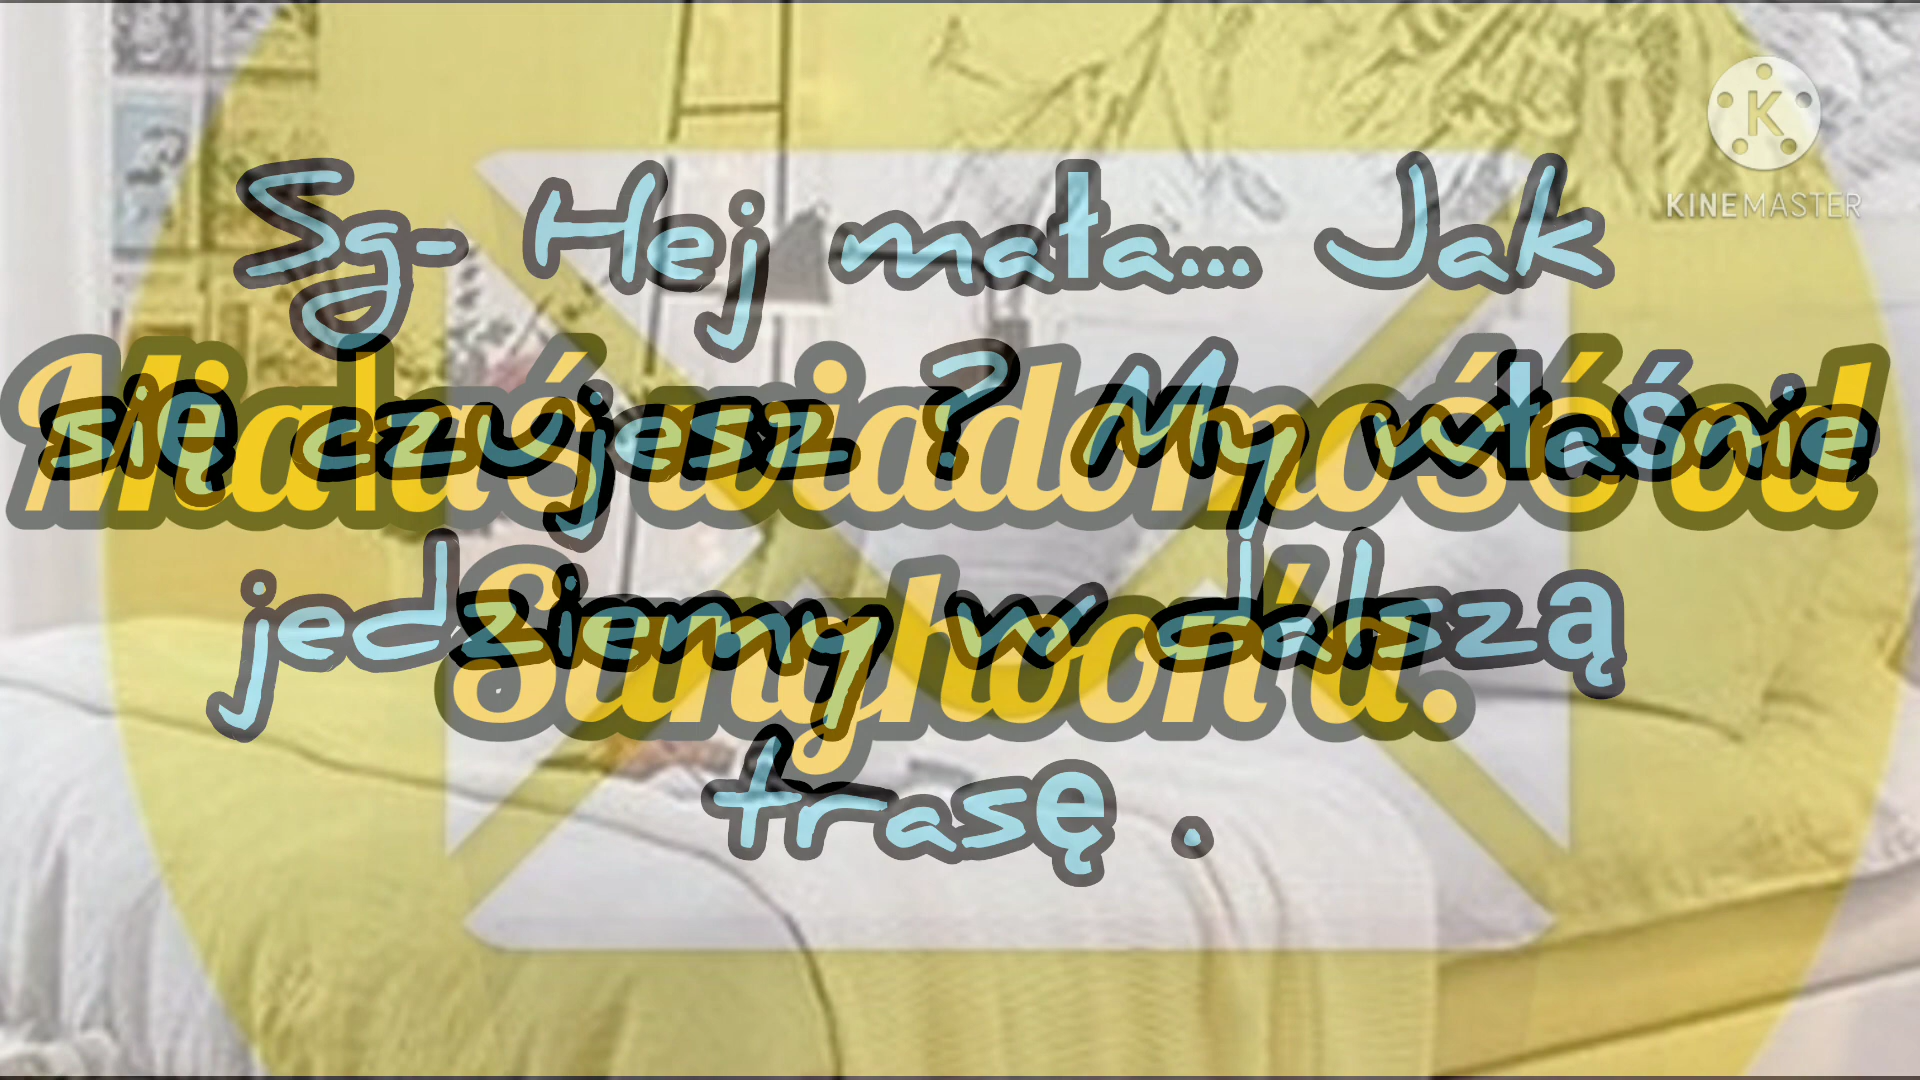 KINEMASTER
Sg- Hej mała... Jak
się czujesz ? My właśnie
jedziemy w dalszą
trasę .
Miałaś wiadomość od
Sunghoon'a.